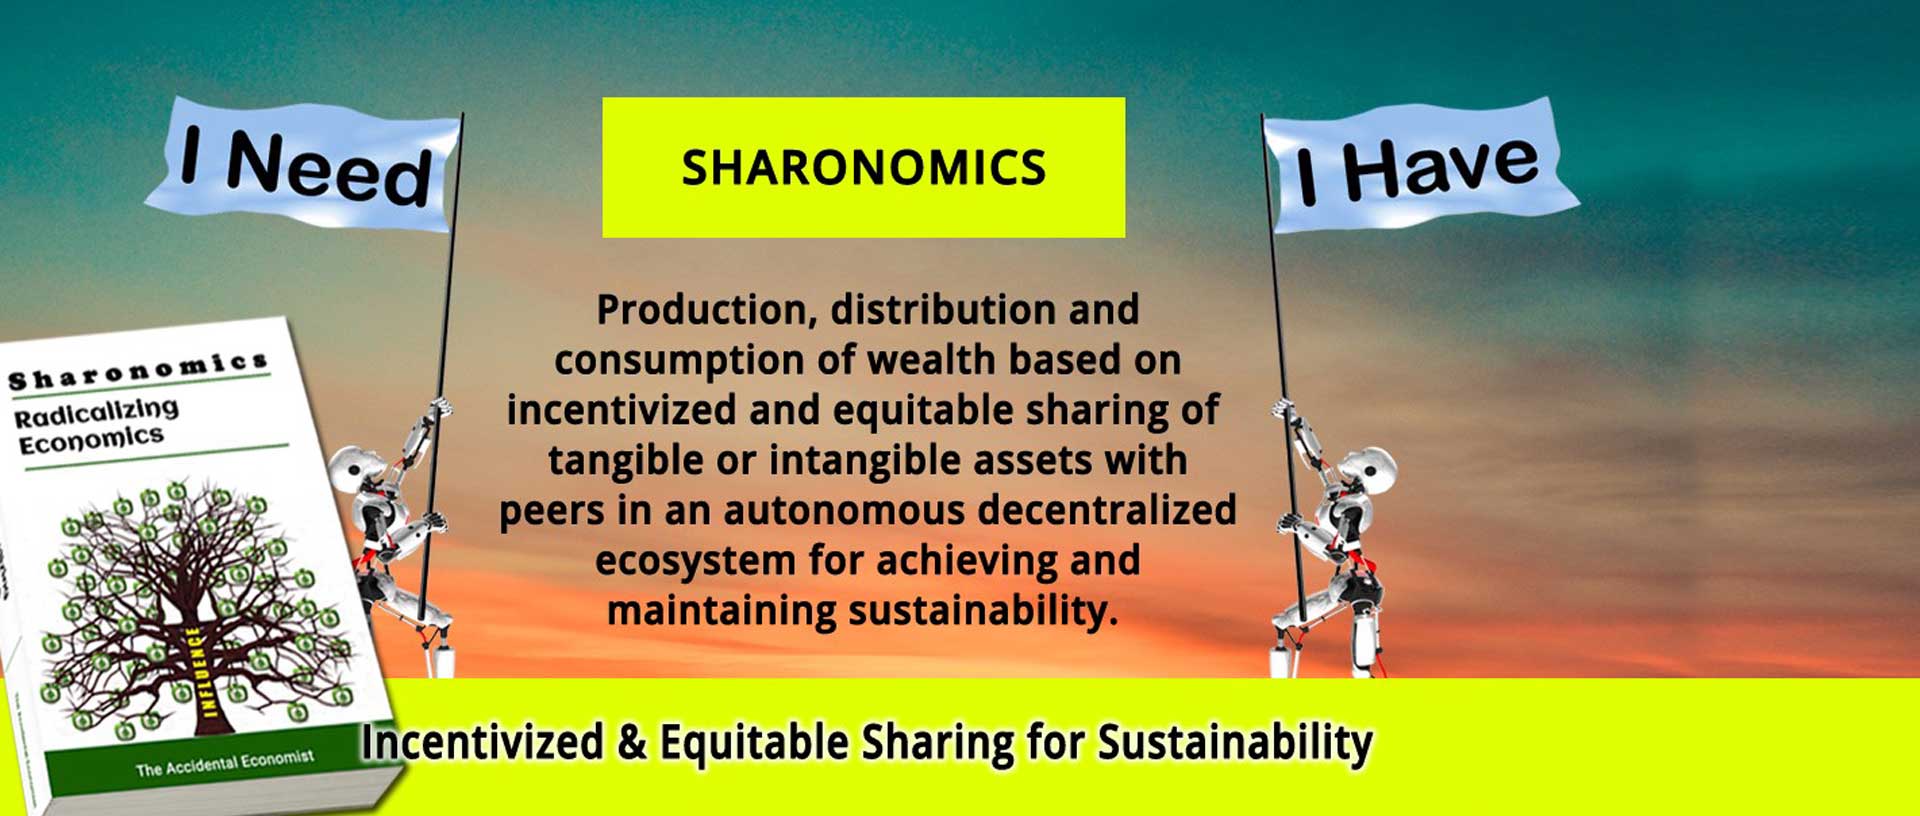 I Need
SHARONOMICS
I Have
Production, distribution and
consumption of wealth based on
incentivized and equitable sharing of
tangible or intangible assets with
peers in an autonomous decentralized
ecosystem for achieving and
maintaining sustainability.
Sharonomics
Radicalizing
Economics
INFLUENCE
The Accidental Economist
Incentivized & Equitable Sharing for Sustainability